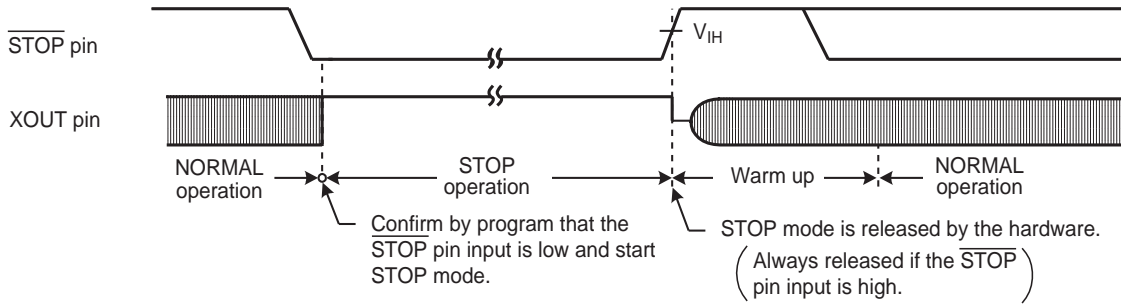 STOP pin
VIH
XOUT pin
NORMAL
operation
STOP
operation
Warm up
NORMAL
operation
Confirm by program that the
STOP pin input is low and start
STOP mode.
STOP mode is released by the hardware.
( Always released if the STOP
pin input is high. )